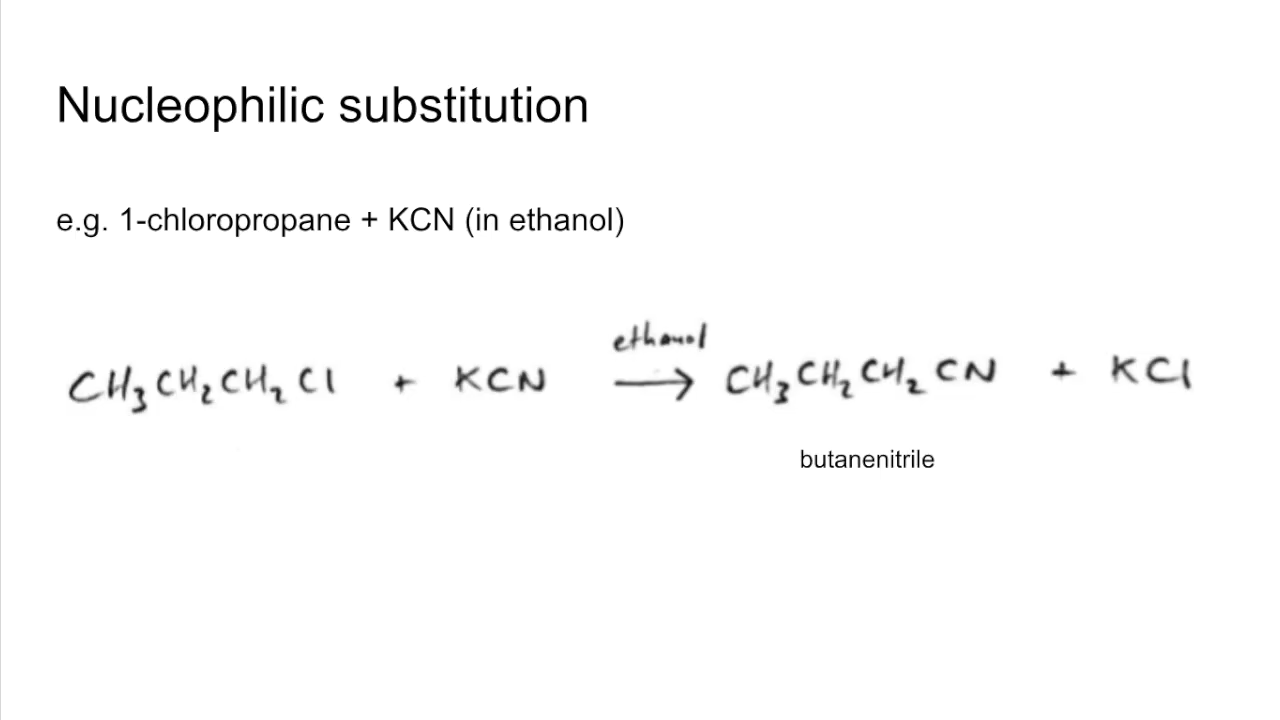 Nucleophilic substitution
e.g. 1-chloropropane + KCN (in ethanol)
ethanol
CH₃CH₂CH₂Cl + KCN → CH₃CH₂CH₂CN + KCl
butanenitrile